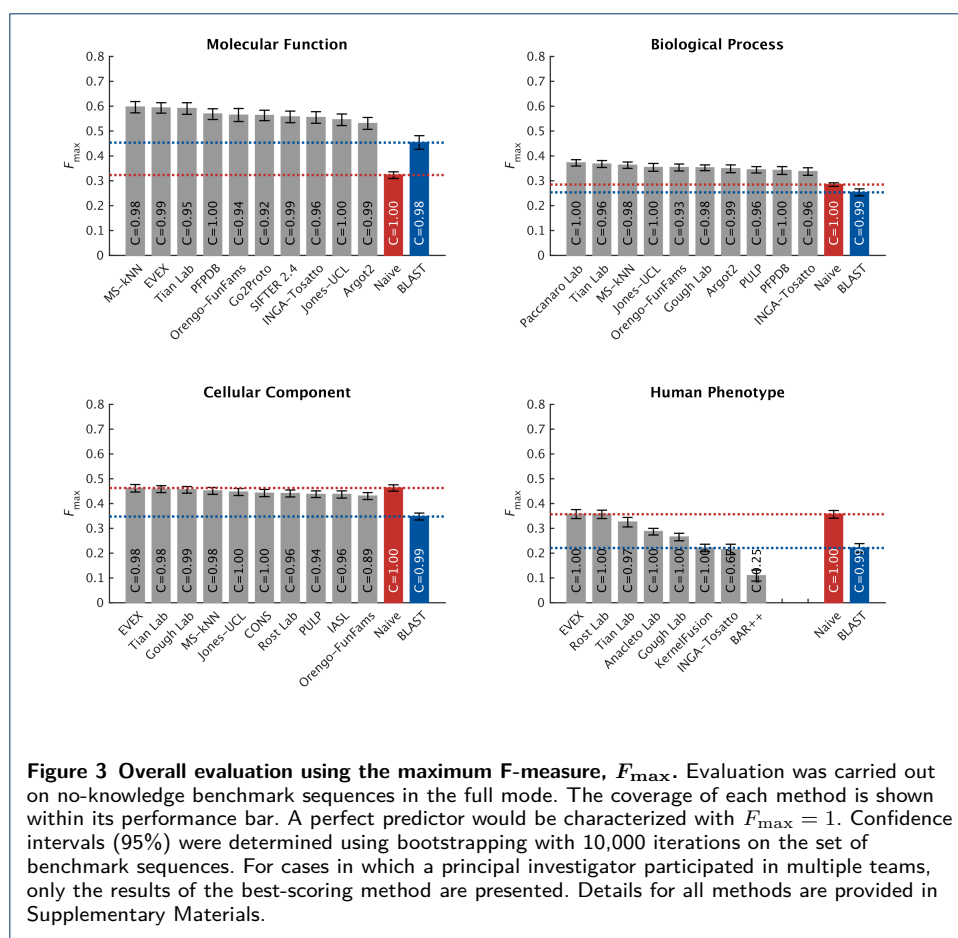 Molecular Function
0.8
0.7
0.6
0.5
0.4
0.3
0.2
0.1
0
Fmax
C=0.98
C=0.99
C=0.95
C=1.00
C=0.94
C=0.92
C=0.99
C=0.96
C=1.00
C=0.99
C=1.00
C=0.98
MS-kNN
EVEX
Tian Lab
PFPDB
Orengo-FunFams
Go2Proto
SIFTER 2.4
INGA-Tosatto
Jones-UCL
Argot2
Naive
BLAST
Biological Process
0.8
0.7
0.6
0.5
0.4
0.3
0.2
0.1
0
Fmax
C=1.00
C=0.96
C=0.98
C=1.00
C=0.93
C=0.98
C=0.99
C=0.96
C=1.00
C=0.96
C=1.00
C=0.99
Paccanaro Lab
Tian Lab
MS-kNN
Jones-UCL
Orengo-FunFams
Gough Lab
Argot2
PULP
PFPDB
INGA-Tosatto
Naive
BLAST
Cellular Component
0.8
0.7
0.6
0.5
0.4
0.3
0.2
0.1
0
Fmax
C=0.98
C=0.98
C=0.99
C=0.98
C=1.00
C=1.00
C=0.96
C=0.94
C=0.96
C=0.89
C=1.00
C=0.99
EVEX
Tian Lab
Gough Lab
MS-kNN
Jones-UCL
CONS
Rost Lab
PULP
IASL
Orengo-FunFams
Naive
BLAST
Human Phenotype
0.8
0.7
0.6
0.5
0.4
0.3
0.2
0.1
0
Fmax
C=1.00
C=1.00
C=0.97
C=1.00
C=1.00
C=1.00
C=0.25
C=1.00
C=0.99
EVEX
Rost Lab
Tian Lab
Anacleto Lab
Gough Lab
KernelFusion
INGA-Tosatto
BAR++
Naive
BLAST
Figure 3 Overall evaluation using the maximum F-measure, Fmax. Evaluation was carried out
on no-knowledge benchmark sequences in the full mode. The coverage of each method is shown
within its performance bar. A perfect predictor would be characterized with Fmax = 1. Confidence
intervals (95%) were determined using bootstrapping with 10,000 iterations on the set of
benchmark sequences. For cases in which a principal investigator participated in multiple teams,
only the results of the best-scoring method are presented. Details for all methods are provided in
Supplementary Materials.